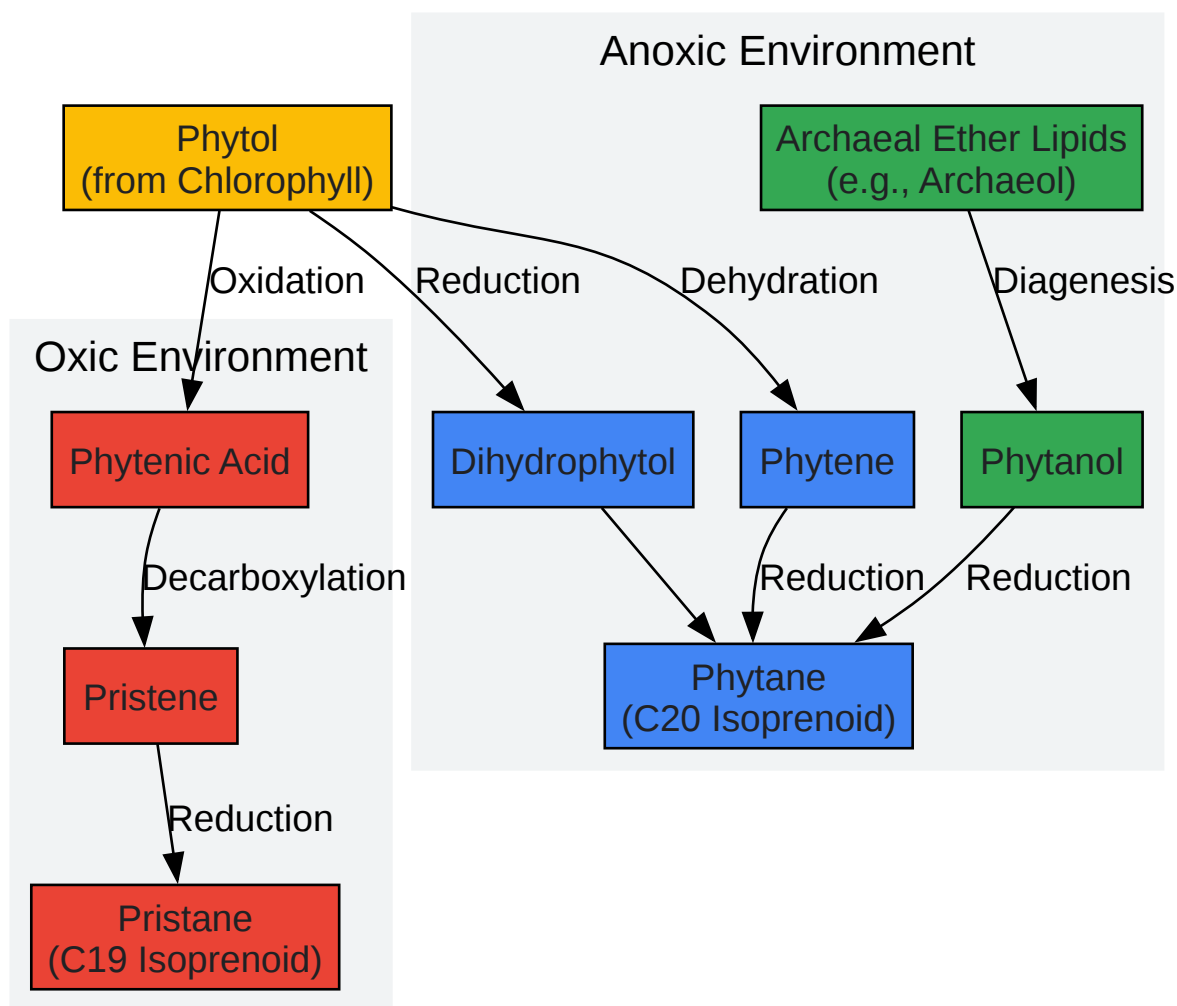 Anoxic Environment
Phytol
(from Chlorophyll)
Archaeal Ether Lipids
(e.g., Archaeol)
Oxidation
Reduction
Dehydration
Diagenesis
Oxic Environment
Phytenic Acid
Dihydrophytol
Phytene
Phytanol
Decarboxylation
Reduction
Reduction
Pristene
Phytane
(C20 Isoprenoid)
Reduction
Pristane
(C19 Isoprenoid)